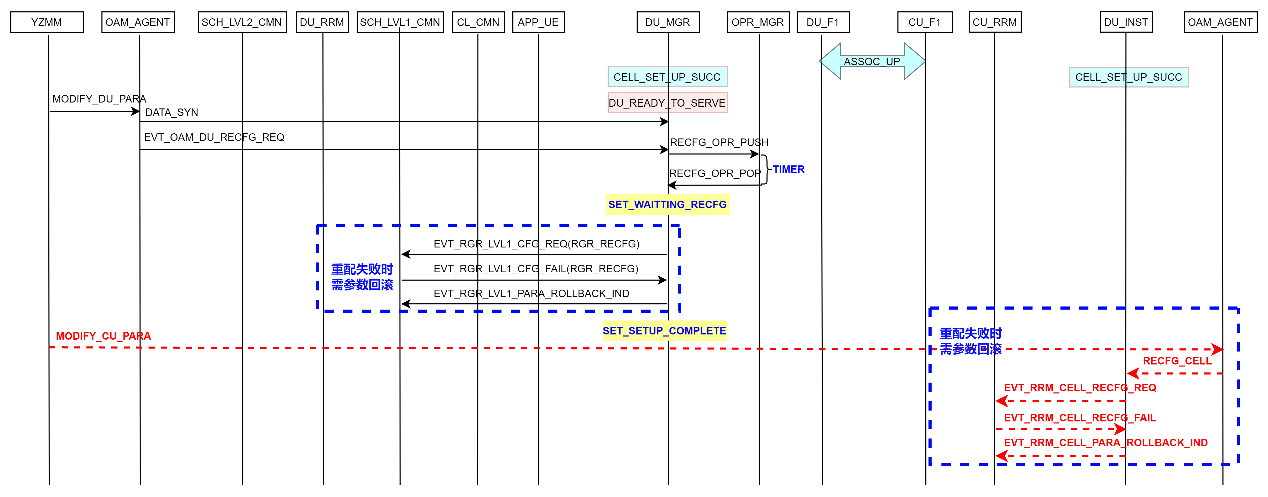 YZMM
OAM_AGENT
SCH_LVL2_CMN
DU_RRM
SCH_LVL1_CMN
CL_CMN
APP_UE
DU_MGR
OPR_MGR
DU_F1
CU_F1
CU_RRM
DU_INST
OAM_AGENT
ASSOC_UP
CELL_SET_UP_SUCC
CELL_SET_UP_SUCC
MODIFY_DU_PARA
DU_READY_TO_SERVE
DATA_SYN
EVT_OAM_DU_RECFG_REQ
RECFG_OPR_PUSH
TIMER
RECFG_OPR_POP
SET_WAITTING_RECFG
EVT_RGR_LVL1_CFG_REQ(RGR_RECFG)
重配失败时
需参数回滚
EVT_RGR_LVL1_CFG_FAIL(RGR_RECFG)
EVT_RGR_LVL1_PARA_ROLLBACK_IND
SET_SETUP_COMPLETE
MODIFY_CU_PARA
重配失败时
需参数回滚
RECFG_CELL
EVT_RRM_CELL_RECFG_REQ
EVT_RRM_CELL_RECFG_FAIL
EVT_RRM_CELL_PARA_ROLLBACK_IND